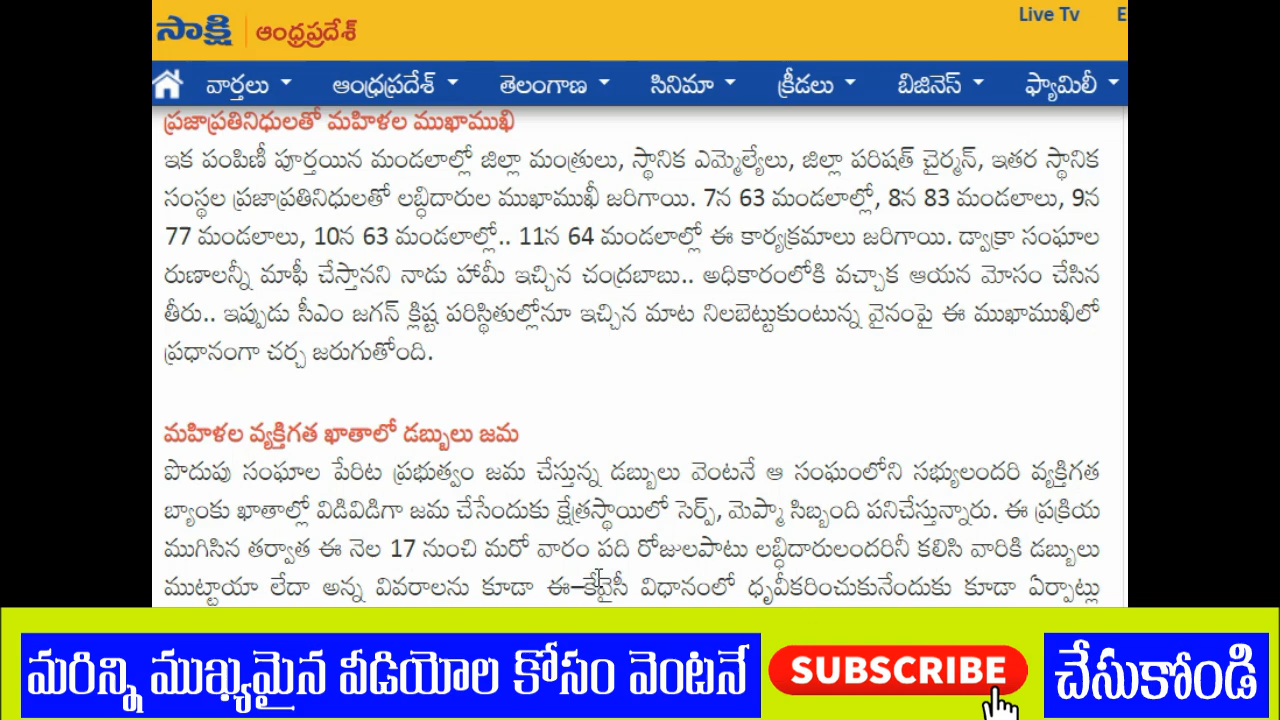 సాక్షి ఆంధ్రప్రదేశ్ Live Tv E
వార్తలు ఆంధ్రప్రదేశ్ తెలంగాణ సినిమా క్రీడలు బిజినెస్ ఫ్యామిలీ
ప్రజాప్రతినిధులతో మహిళల ముఖాముఖి
ఇక పంపిణీ పూర్తయిన మండలాల్లో జిల్లా మంత్రులు, స్థానిక ఎమ్మెల్యేలు, జిల్లా పరిషత్ చైర్మన్, ఇతర స్థానిక
సంస్థల ప్రజాప్రతినిధులతో లబ్ధిదారుల ముఖాముఖీ జరిగాయి. 7న 63 మండలాల్లో, 8న 83 మండలాలు, 9న
77 మండలాలు, 10న 63 మండలాల్లో.. 11న 64 మండలాల్లో ఈ కార్యక్రమాలు జరిగాయి. డ్వాక్రా సంఘాల
రుణాలన్నీ మాఫీ చేస్తానని నాడు హామీ ఇచ్చిన చంద్రబాబు.. అధికారంలోకి వచ్చాక ఆయన మోసం చేసిన
తీరు.. ఇప్పుడు సీఎం జగన్ క్లిష్ట పరిస్థితుల్లోనూ ఇచ్చిన మాట నిలబెట్టుకుంటున్న వైనంపై ఈ ముఖాముఖిలో
ప్రధానంగా చర్చ జరుగుతోంది.
మహిళల వ్యక్తిగత ఖాతాలో డబ్బులు జమ
పొదుపు సంఘాల పేరిట ప్రభుత్వం జమ చేస్తున్న డబ్బులు వెంటనే ఆ సంఘంలోని సభ్యులందరి వ్యక్తిగత
బ్యాంకు ఖాతాల్లో విడివిడిగా జమ చేసేందుకు క్షేత్రస్థాయిలో సెర్ప్, మెప్మా సిబ్బంది పనిచేస్తున్నారు. ఈ ప్రక్రియ
ముగిసిన తర్వాత ఈ నెల 17 నుంచి మరో వారం పది రోజులపాటు లబ్ధిదారులందరినీ కలిసి వారికి డబ్బులు
ముట్టాయా లేదా అన్న వివరాలను కూడా ఈ–కేవైసీ విధానంలో ధృవీకరించుకునేందుకు కూడా ఏర్పాట్లు
మరిన్ని ముఖ్యమైన వీడియోల కోసం వెంటనే SUBSCRIBE చేసుకోండి